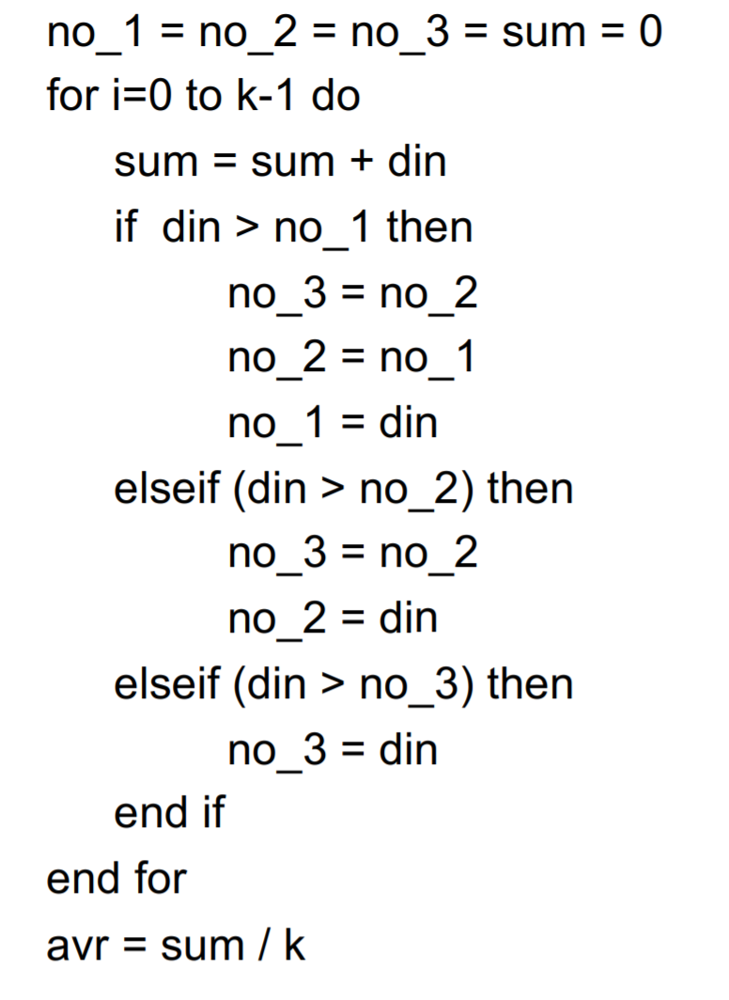 no_1 = no_2 = no_3 = sum = 0
for i=0 to k-1 do
sum = sum + din
if  din > no_1 then
no_3 = no_2
no_2 = no_1
no_1 = din
elseif (din > no_2) then
no_3 = no_2
no_2 = din
elseif (din > no_3) then
no_3 = din
end if
end for
avr = sum / k